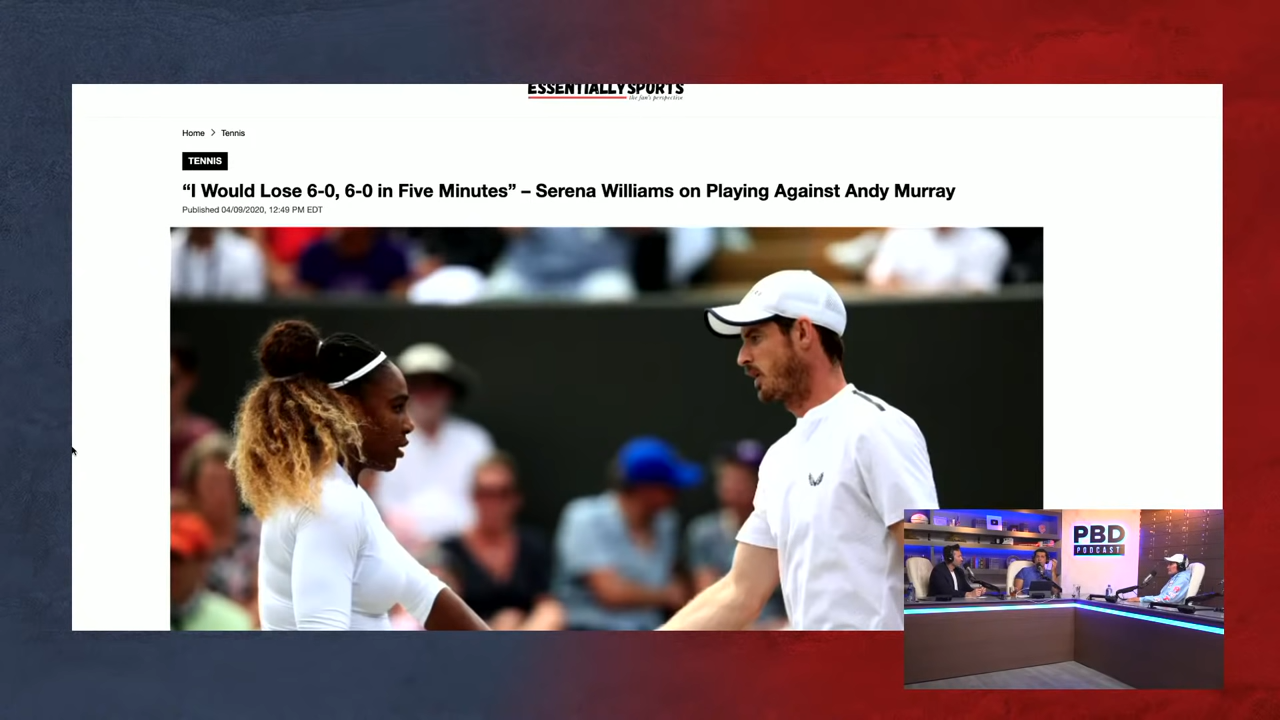 ESSENTIALLYSPORTS
the fan's perspective
Home > Tennis
TENNIS
“I Would Lose 6-0, 6-0 in Five Minutes” – Serena Williams on Playing Against Andy Murray
Published 04/09/2020, 12:49 PM EDT
PBD
PODCAST